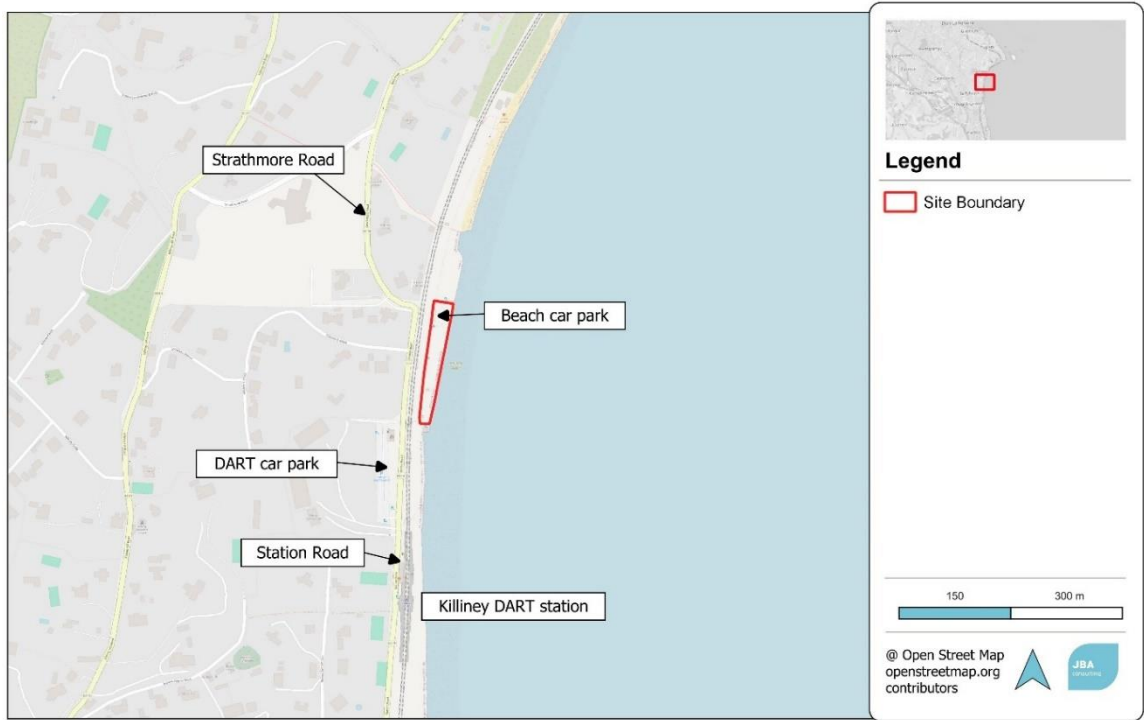 Strathmore Road
Beach car park
DART car park
Station Road
Killiney DART station
Legend
Site Boundary
150
300 m
@ Open Street Map
openstreetmap.org
contributors
JBA
consulting